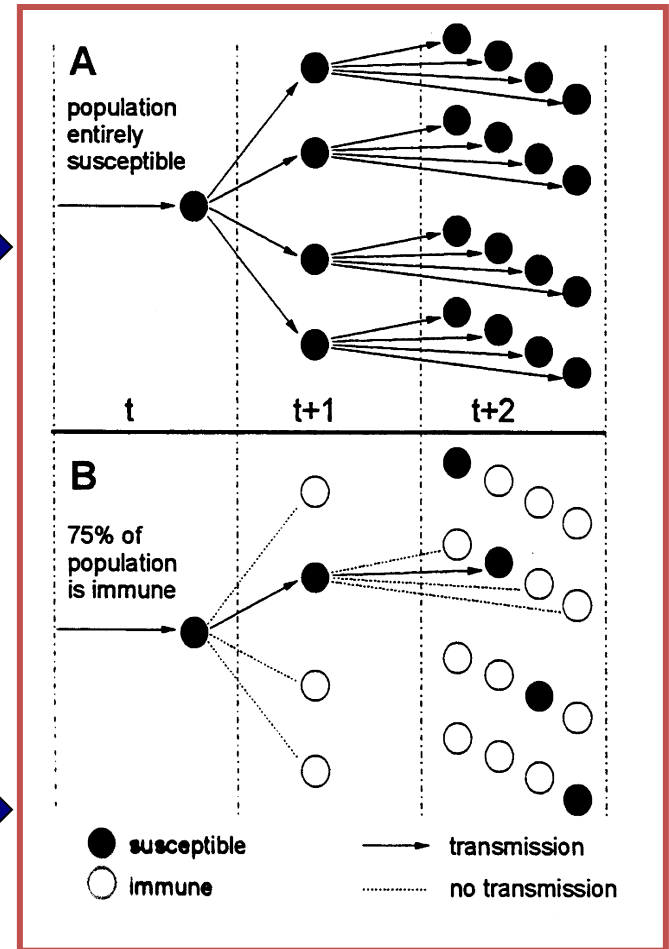 A
population
entirely
susceptible
t
t+1
t+2
B
75% of
population
is immune
susceptible
transmission
immune
no transmission